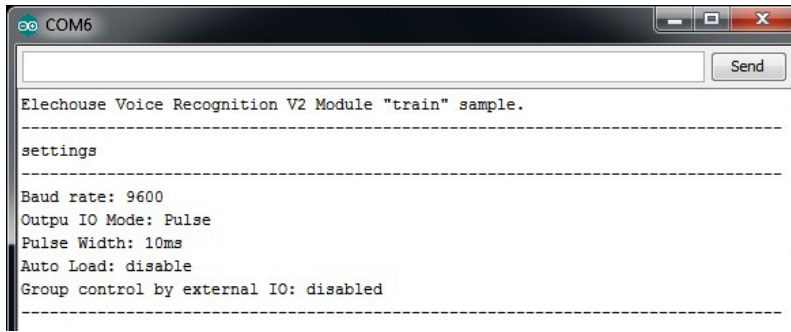 COM6
Send
Elechouse Voice Recognition V2 Module "train" sample.
--------------------------------------------------------------------------------
settings
--------------------------------------------------------------------------------
Baud rate: 9600
Outpu IO Mode: Pulse
Pulse Width: 10ms
Auto Load: disable
Group control by external IO: disabled
--------------------------------------------------------------------------------